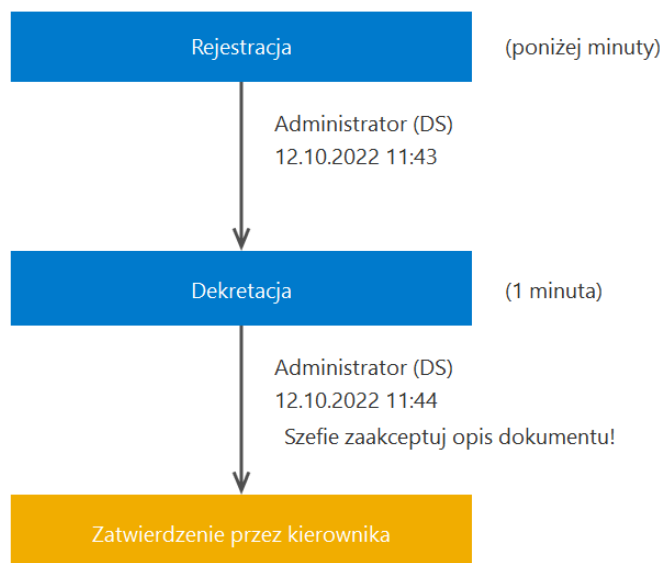 Rejestracja (poniżej minuty)
Administrator (DS)
12.10.2022 11:43
Dekretacja (1 minuta)
Administrator (DS)
12.10.2022 11:44
Szefie zaakceptuj opis dokumentu!
Zatwierdzenie przez kierownika